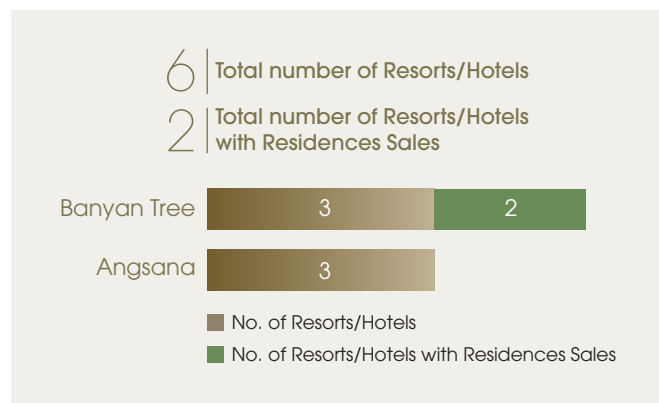 6 Total number of Resorts/Hotels
2 Total number of Resorts/Hotels
with Residences Sales
Banyan Tree 3 2
Angsana 3
No. of Resorts/Hotels
No. of Resorts/Hotels with Residences Sales